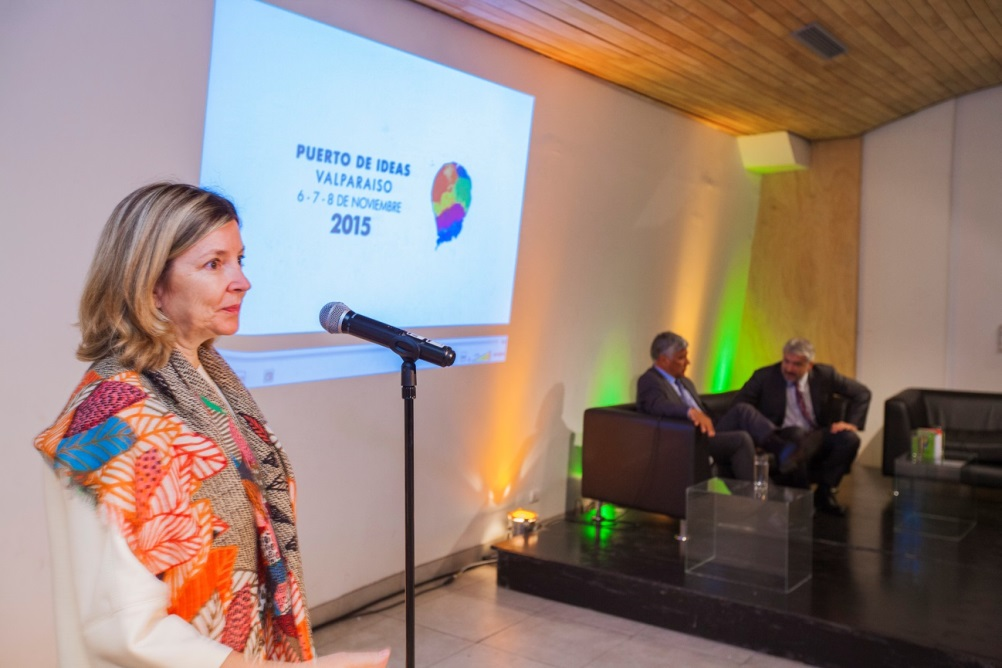 PUERTO DE IDEAS
VALPARAISO
6 - 7 - 8 DE NOVIEMBRE
2015